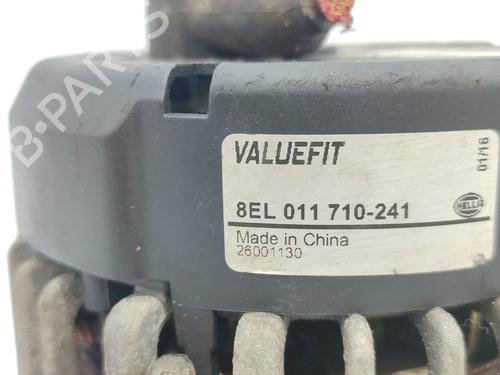 B-PARTS
VALUEFIT
01/16
8EL 011 710-241
HELLA
Made in China
26001130